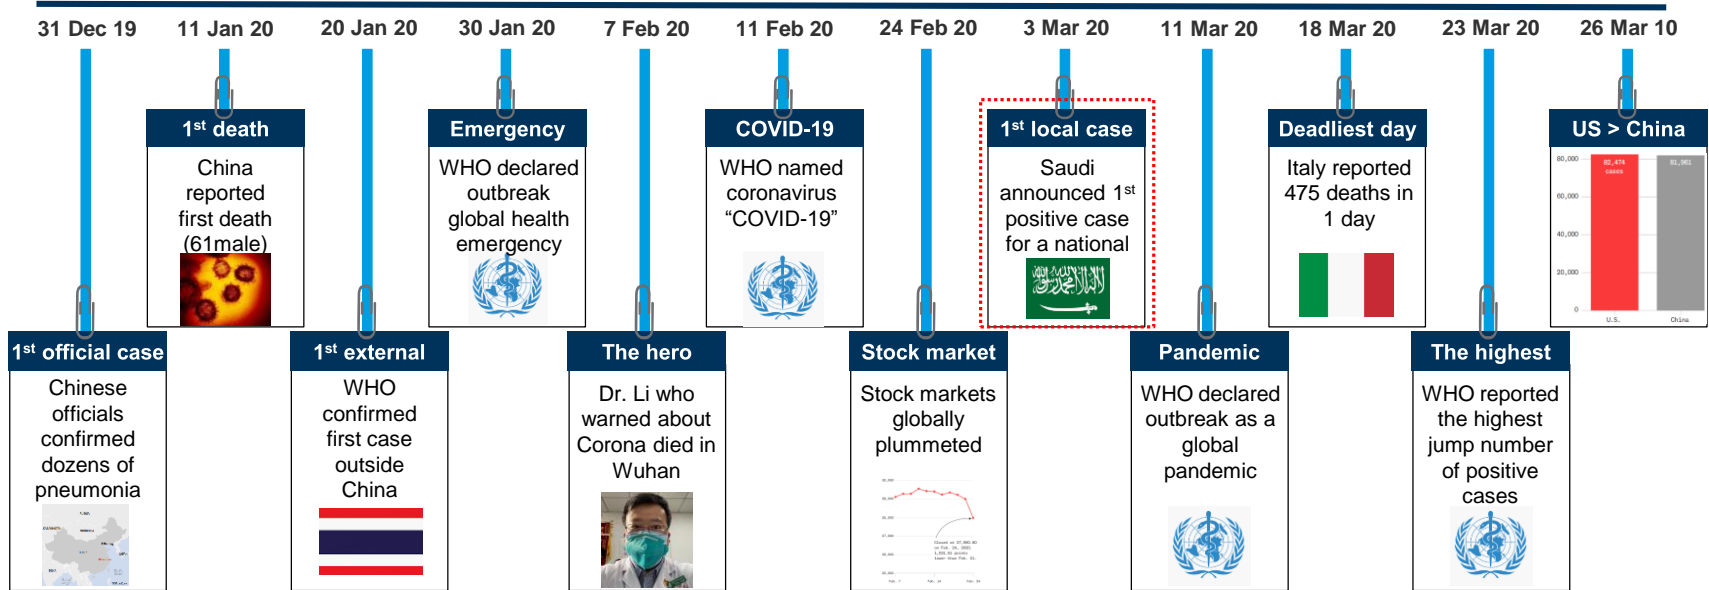 31 Dec 19
11 Jan 20
20 Jan 20
30 Jan 20
7 Feb 20
11 Feb 20
24 Feb 20
3 Mar 20
11 Mar 20
18 Mar 20
23 Mar 20
26 Mar 10
1st death
China
reported
first death
(61male)
Emergency
WHO declared
outbreak
global health
emergency
COVID-19
WHO named
coronavirus
“COVID-19”
1st local case
Saudi
announced 1st
positive case
for a national
Deadliest day
Italy reported
475 deaths in
1 day
US > China
80,000
60,000
40,000
20,000
0
82,474
cases
81,961
U.S.
China
1st official case
Chinese
officials
confirmed
dozens of
pneumonia
1st external
WHO
confirmed
first case
outside
China
The hero
Dr. Li who
warned about
Corona died in
Wuhan
Stock market
Stock markets
globally
plummeted
Pandemic
WHO declared
outbreak as a
global
pandemic
The highest
WHO reported
the highest
jump number
of positive
cases